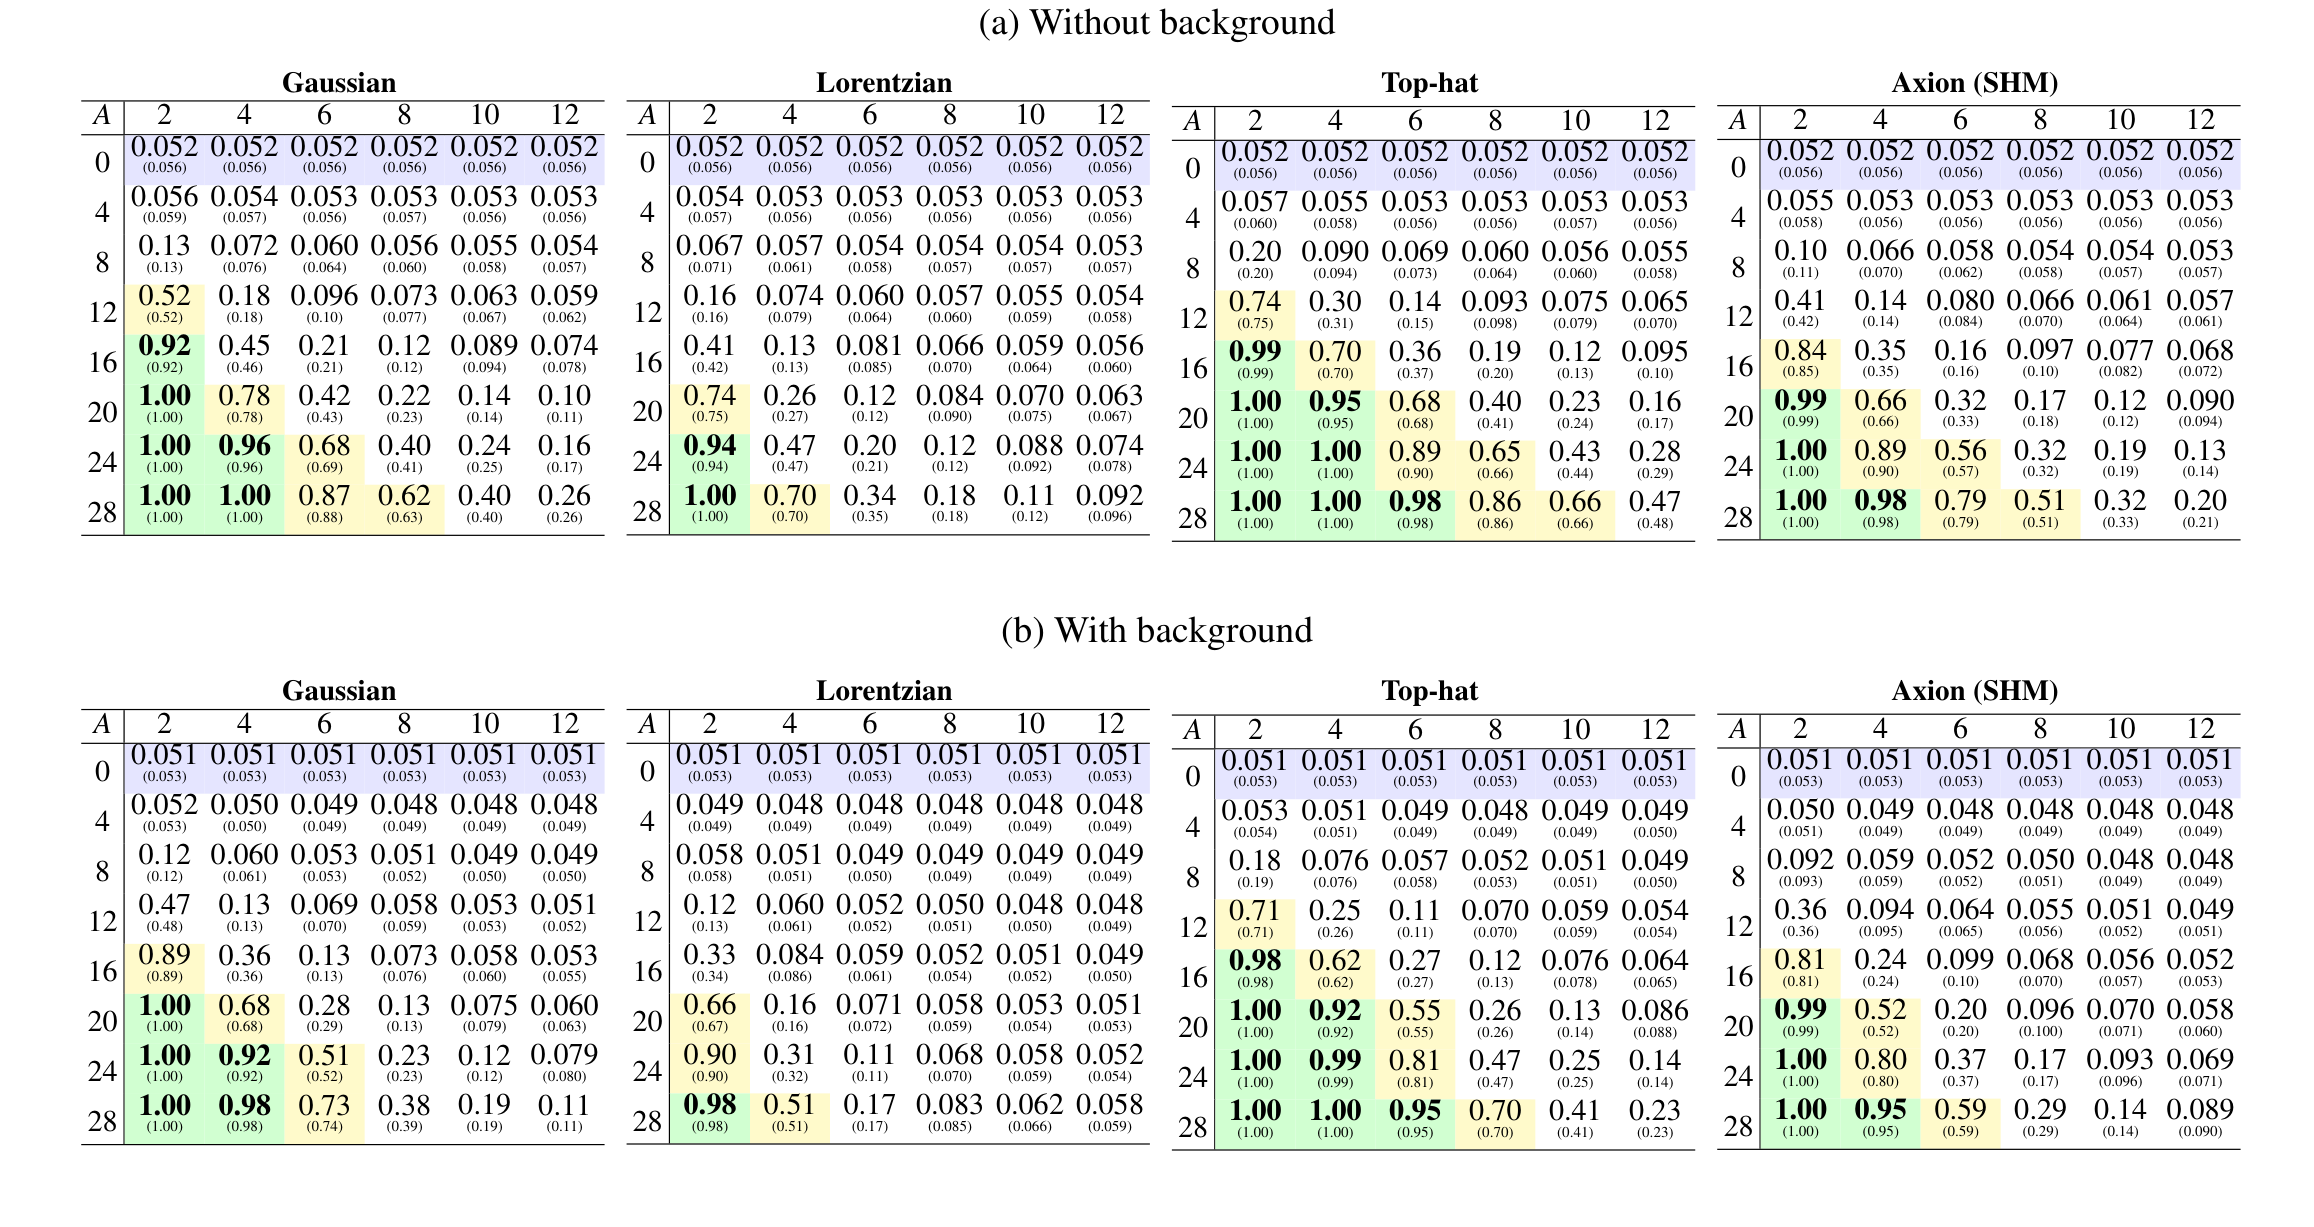 (a) Without background
Gaussian
A 2 4 6 8 10 12
0 0.052 0.052 0.052 0.052 0.052 0.052
(0.056) (0.056) (0.056) (0.056) (0.056) (0.056)
4 0.056 0.054 0.053 0.053 0.053 0.053
(0.059) (0.057) (0.056) (0.057) (0.056) (0.056)
8 0.13 0.072 0.060 0.056 0.055 0.054
(0.13) (0.076) (0.064) (0.060) (0.058) (0.057)
12 0.52 0.18 0.096 0.073 0.063 0.059
(0.52) (0.18) (0.10) (0.077) (0.067) (0.062)
16 0.92 0.45 0.21 0.12 0.089 0.074
(0.92) (0.46) (0.21) (0.12) (0.094) (0.078)
20 1.00 0.78 0.42 0.22 0.14 0.10
(1.00) (0.78) (0.43) (0.23) (0.14) (0.11)
24 1.00 0.96 0.68 0.40 0.24 0.16
(1.00) (0.96) (0.69) (0.41) (0.25) (0.17)
28 1.00 1.00 0.87 0.62 0.40 0.26
(1.00) (1.00) (0.88) (0.63) (0.40) (0.26)
Lorentzian
A 2 4 6 8 10 12
0 0.052 0.052 0.052 0.052 0.052 0.052
(0.056) (0.056) (0.056) (0.056) (0.056) (0.056)
4 0.054 0.053 0.053 0.053 0.053 0.053
(0.057) (0.056) (0.056) (0.056) (0.056) (0.056)
8 0.067 0.057 0.054 0.054 0.054 0.053
(0.071) (0.061) (0.058) (0.057) (0.057) (0.057)
12 0.16 0.074 0.060 0.057 0.055 0.054
(0.16) (0.079) (0.064) (0.060) (0.059) (0.058)
16 0.41 0.13 0.081 0.066 0.059 0.056
(0.42) (0.13) (0.085) (0.070) (0.064) (0.060)
20 0.74 0.26 0.12 0.084 0.070 0.063
(0.75) (0.27) (0.12) (0.090) (0.075) (0.067)
24 0.94 0.47 0.20 0.12 0.088 0.074
(0.94) (0.47) (0.21) (0.12) (0.092) (0.078)
28 1.00 0.70 0.34 0.18 0.11 0.092
(1.00) (0.70) (0.35) (0.18) (0.12) (0.096)
Top-hat
A 2 4 6 8 10 12
0 0.052 0.052 0.052 0.052 0.052 0.052
(0.056) (0.056) (0.056) (0.056) (0.056) (0.056)
4 0.057 0.055 0.053 0.053 0.053 0.053
(0.060) (0.058) (0.056) (0.056) (0.057) (0.056)
8 0.20 0.090 0.069 0.060 0.056 0.055
(0.20) (0.094) (0.073) (0.064) (0.060) (0.058)
12 0.74 0.30 0.14 0.093 0.075 0.065
(0.75) (0.31) (0.15) (0.098) (0.079) (0.070)
16 0.99 0.70 0.36 0.19 0.12 0.095
(0.99) (0.70) (0.37) (0.20) (0.13) (0.10)
20 1.00 0.95 0.68 0.40 0.23 0.16
(1.00) (0.95) (0.68) (0.41) (0.24) (0.17)
24 1.00 1.00 0.89 0.65 0.43 0.28
(1.00) (1.00) (0.90) (0.66) (0.44) (0.29)
28 1.00 1.00 0.98 0.86 0.66 0.47
(1.00) (1.00) (0.98) (0.86) (0.66) (0.48)
Axion (SHM)
A 2 4 6 8 10 12
0 0.052 0.052 0.052 0.052 0.052 0.052
(0.056) (0.056) (0.056) (0.056) (0.056) (0.056)
4 0.055 0.053 0.053 0.053 0.053 0.053
(0.058) (0.056) (0.056) (0.056) (0.056) (0.056)
8 0.10 0.066 0.058 0.054 0.054 0.053
(0.11) (0.070) (0.062) (0.058) (0.057) (0.057)
12 0.41 0.14 0.080 0.066 0.061 0.057
(0.42) (0.14) (0.084) (0.070) (0.064) (0.061)
16 0.84 0.35 0.16 0.097 0.077 0.068
(0.85) (0.35) (0.16) (0.10) (0.082) (0.072)
20 0.99 0.66 0.32 0.17 0.12 0.090
(0.99) (0.66) (0.33) (0.18) (0.12) (0.094)
24 1.00 0.89 0.56 0.32 0.19 0.13
(1.00) (0.90) (0.57) (0.32) (0.19) (0.14)
28 1.00 0.98 0.79 0.51 0.32 0.20
(1.00) (0.98) (0.79) (0.51) (0.33) (0.21)
(b) With background
Gaussian
A 2 4 6 8 10 12
0 0.051 0.051 0.051 0.051 0.051 0.051
(0.053) (0.053) (0.053) (0.053) (0.053) (0.053)
4 0.052 0.050 0.049 0.048 0.048 0.048
(0.053) (0.050) (0.049) (0.049) (0.049) (0.049)
8 0.12 0.060 0.053 0.051 0.049 0.049
(0.12) (0.061) (0.053) (0.052) (0.050) (0.050)
12 0.47 0.13 0.069 0.058 0.053 0.051
(0.48) (0.13) (0.070) (0.059) (0.053) (0.052)
16 0.89 0.36 0.13 0.073 0.058 0.053
(0.89) (0.36) (0.13) (0.076) (0.060) (0.055)
20 1.00 0.68 0.28 0.13 0.075 0.060
(1.00) (0.68) (0.29) (0.13) (0.079) (0.063)
24 1.00 0.92 0.51 0.23 0.12 0.079
(1.00) (0.92) (0.52) (0.23) (0.12) (0.080)
28 1.00 0.98 0.73 0.38 0.19 0.11
(1.00) (0.98) (0.74) (0.39) (0.19) (0.11)
Lorentzian
A 2 4 6 8 10 12
0 0.051 0.051 0.051 0.051 0.051 0.051
(0.053) (0.053) (0.053) (0.053) (0.053) (0.053)
4 0.049 0.048 0.048 0.048 0.048 0.048
(0.049) (0.049) (0.049) (0.049) (0.049) (0.049)
8 0.058 0.051 0.049 0.049 0.049 0.049
(0.058) (0.051) (0.050) (0.049) (0.049) (0.049)
12 0.12 0.060 0.052 0.050 0.048 0.048
(0.13) (0.061) (0.052) (0.051) (0.050) (0.049)
16 0.33 0.084 0.059 0.052 0.051 0.049
(0.34) (0.086) (0.061) (0.054) (0.052) (0.050)
20 0.66 0.16 0.071 0.058 0.053 0.051
(0.67) (0.16) (0.072) (0.059) (0.054) (0.053)
24 0.90 0.31 0.11 0.068 0.058 0.052
(0.90) (0.32) (0.11) (0.070) (0.059) (0.054)
28 0.98 0.51 0.17 0.083 0.062 0.058
(0.98) (0.51) (0.17) (0.085) (0.066) (0.059)
Top-hat
A 2 4 6 8 10 12
0 0.051 0.051 0.051 0.051 0.051 0.051
(0.053) (0.053) (0.053) (0.053) (0.053) (0.053)
4 0.053 0.051 0.049 0.048 0.049 0.049
(0.054) (0.051) (0.049) (0.049) (0.049) (0.050)
8 0.18 0.076 0.057 0.052 0.051 0.049
(0.19) (0.076) (0.058) (0.053) (0.051) (0.050)
12 0.71 0.25 0.11 0.070 0.059 0.054
(0.71) (0.26) (0.11) (0.070) (0.059) (0.054)
16 0.98 0.62 0.27 0.12 0.076 0.064
(0.98) (0.62) (0.27) (0.13) (0.078) (0.065)
20 1.00 0.92 0.55 0.26 0.13 0.086
(1.00) (0.92) (0.55) (0.26) (0.14) (0.088)
24 1.00 0.99 0.81 0.47 0.25 0.14
(1.00) (0.99) (0.81) (0.47) (0.25) (0.14)
28 1.00 1.00 0.95 0.70 0.41 0.23
(1.00) (1.00) (0.95) (0.70) (0.41) (0.23)
Axion (SHM)
A 2 4 6 8 10 12
0 0.051 0.051 0.051 0.051 0.051 0.051
(0.053) (0.053) (0.053) (0.053) (0.053) (0.053)
4 0.050 0.049 0.048 0.048 0.048 0.048
(0.051) (0.049) (0.049) (0.049) (0.049) (0.049)
8 0.092 0.059 0.052 0.050 0.048 0.048
(0.093) (0.059) (0.052) (0.051) (0.049) (0.049)
12 0.36 0.094 0.064 0.055 0.051 0.049
(0.36) (0.095) (0.065) (0.056) (0.052) (0.051)
16 0.81 0.24 0.099 0.068 0.056 0.052
(0.81) (0.24) (0.10) (0.070) (0.057) (0.053)
20 0.99 0.52 0.20 0.096 0.070 0.058
(0.99) (0.52) (0.20) (0.100) (0.071) (0.060)
24 1.00 0.80 0.37 0.17 0.093 0.069
(1.00) (0.80) (0.37) (0.17) (0.096) (0.071)
28 1.00 0.95 0.59 0.29 0.14 0.089
(1.00) (0.95) (0.59) (0.29) (0.14) (0.090)